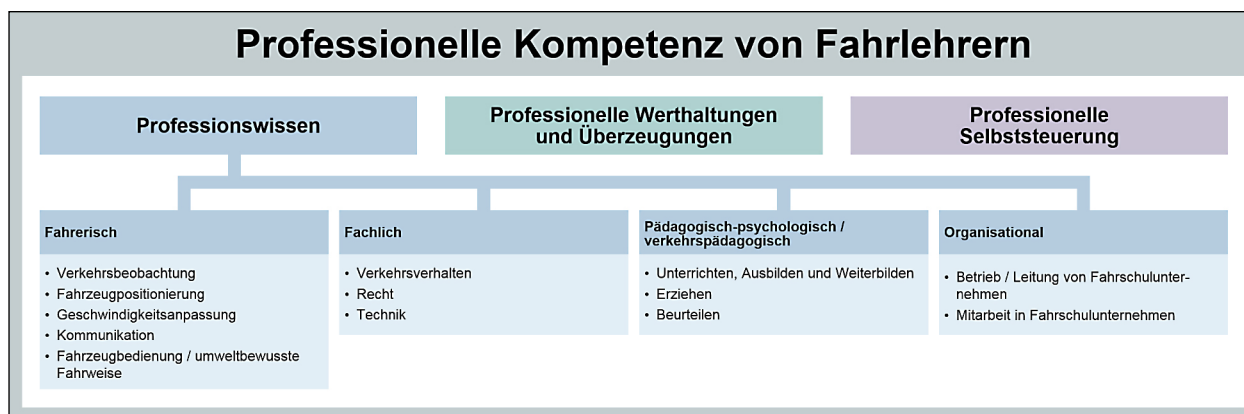 Professionelle Kompetenz von Fahrlehrern
Professionswissen
Professionelle Werthaltungen
und Überzeugungen
Professionelle
Selbststeuerung
Fahrerisch
• Verkehrsbeobachtung
• Fahrzeugpositionierung
• Geschwindigkeitsanpassung
• Kommunikation
• Fahrzeugbedienung / umweltbewusste
Fahrweise
Fachlich
• Verkehrsverhalten
• Recht
• Technik
Pädagogisch-psychologisch /
verkehrspädagogisch
• Unterrichten, Ausbilden und Weiterbilden
• Erziehen
• Beurteilen
Organisational
• Betrieb / Leitung von Fahrschulunter-
nehmen
• Mitarbeit in Fahrschulunternehmen